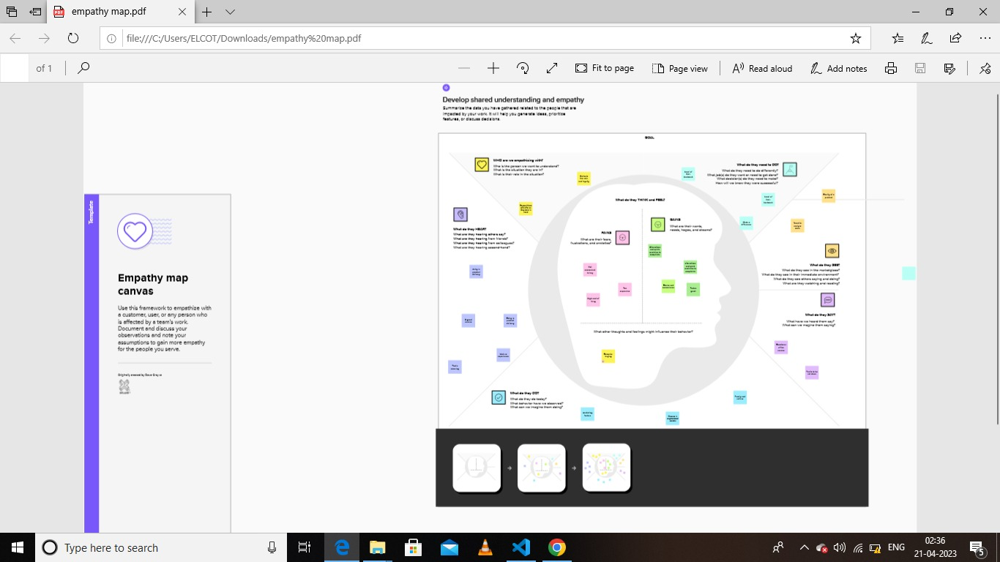 empathy map.pdf
file:///C:/Users/ELCOT/Downloads/empathy%20map.pdf
of 1
Fit to page
Page view
Read aloud
Add notes
Develop shared understanding and empathy
Summarize the data you have gathered related to the people that are
impacted by your work. It will help you generate ideas, prioritize
features, or discuss decisions.
Template
Empathy map
canvas
Use this framework to empathize with
a customer, user, or any person who
is affected by a team's work.
Document and discuss your
observations and note your
assumptions to gain more empathy
for the people you serve.
Originally created by Dave Gray at
GOAL
WHO are we empathizing with?
Who is the person we want to understand?
What is the situation they are in?
What is their role in the situation?
What do they need to DO?
What do they need to do differently?
What job(s) do they want or need to get done?
What decision(s) do they need to make?
How will we know they were successful?
What do they HEAR?
What are they hearing others say?
What are they hearing from friends?
What are they hearing from colleagues?
What are they hearing second-hand?
What do they THINK and FEEL?
PAINS
What are their fears,
frustrations, and anxieties?
GAINS
What are their wants,
needs, hopes, and dreams?
What do they SEE?
What do they see in the marketplace?
What do they see in their immediate environment?
What do they see others saying and doing?
What are they watching and reading?
What do they SAY?
What have we heard them say?
What can we imagine them saying?
What other thoughts and feelings might influence their behavior?
What do they DO?
What do they do today?
What behavior have we observed?
What can we imagine them doing?
Type here to search
ENG
02:36
21-04-2023
5